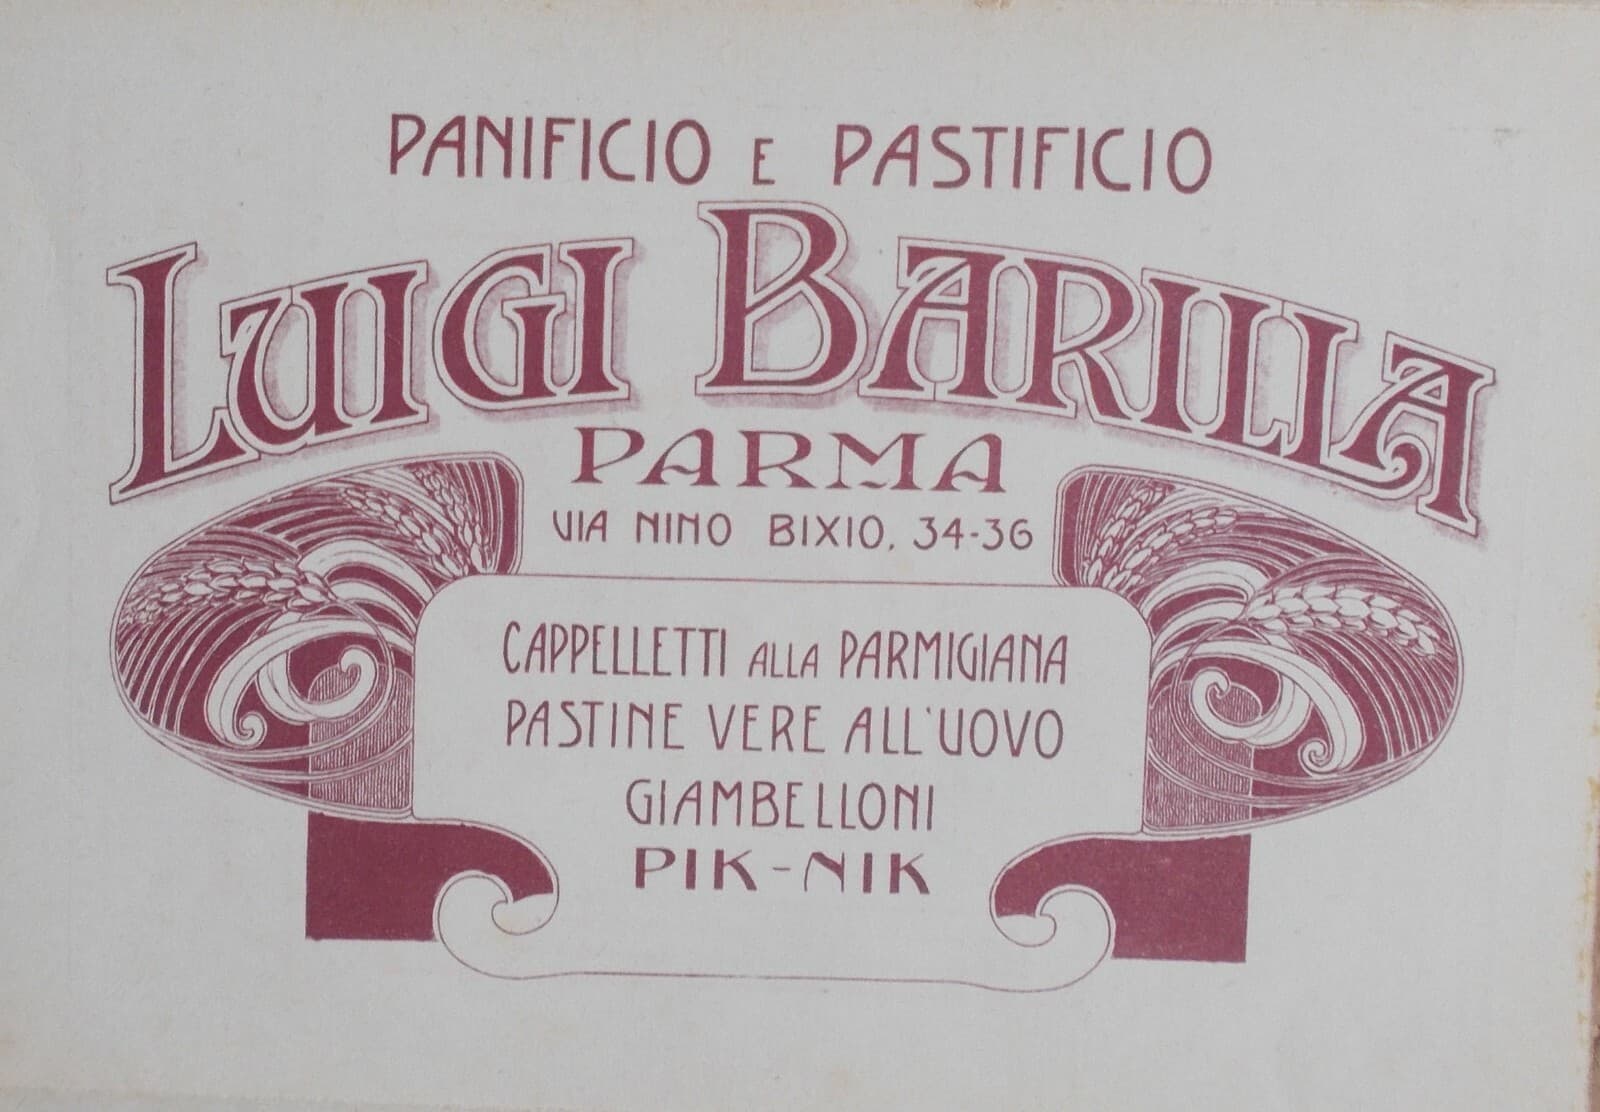 PANIFICIO E PASTIFICIO
LUIGI BARILLA
PARMA
VIA NINO BIXIO, 34-36
CAPPELLETTI ALLA PARMIGIANA
PASTINE VERE ALL'UOVO
GIAMBELLONI
PIK-NIK